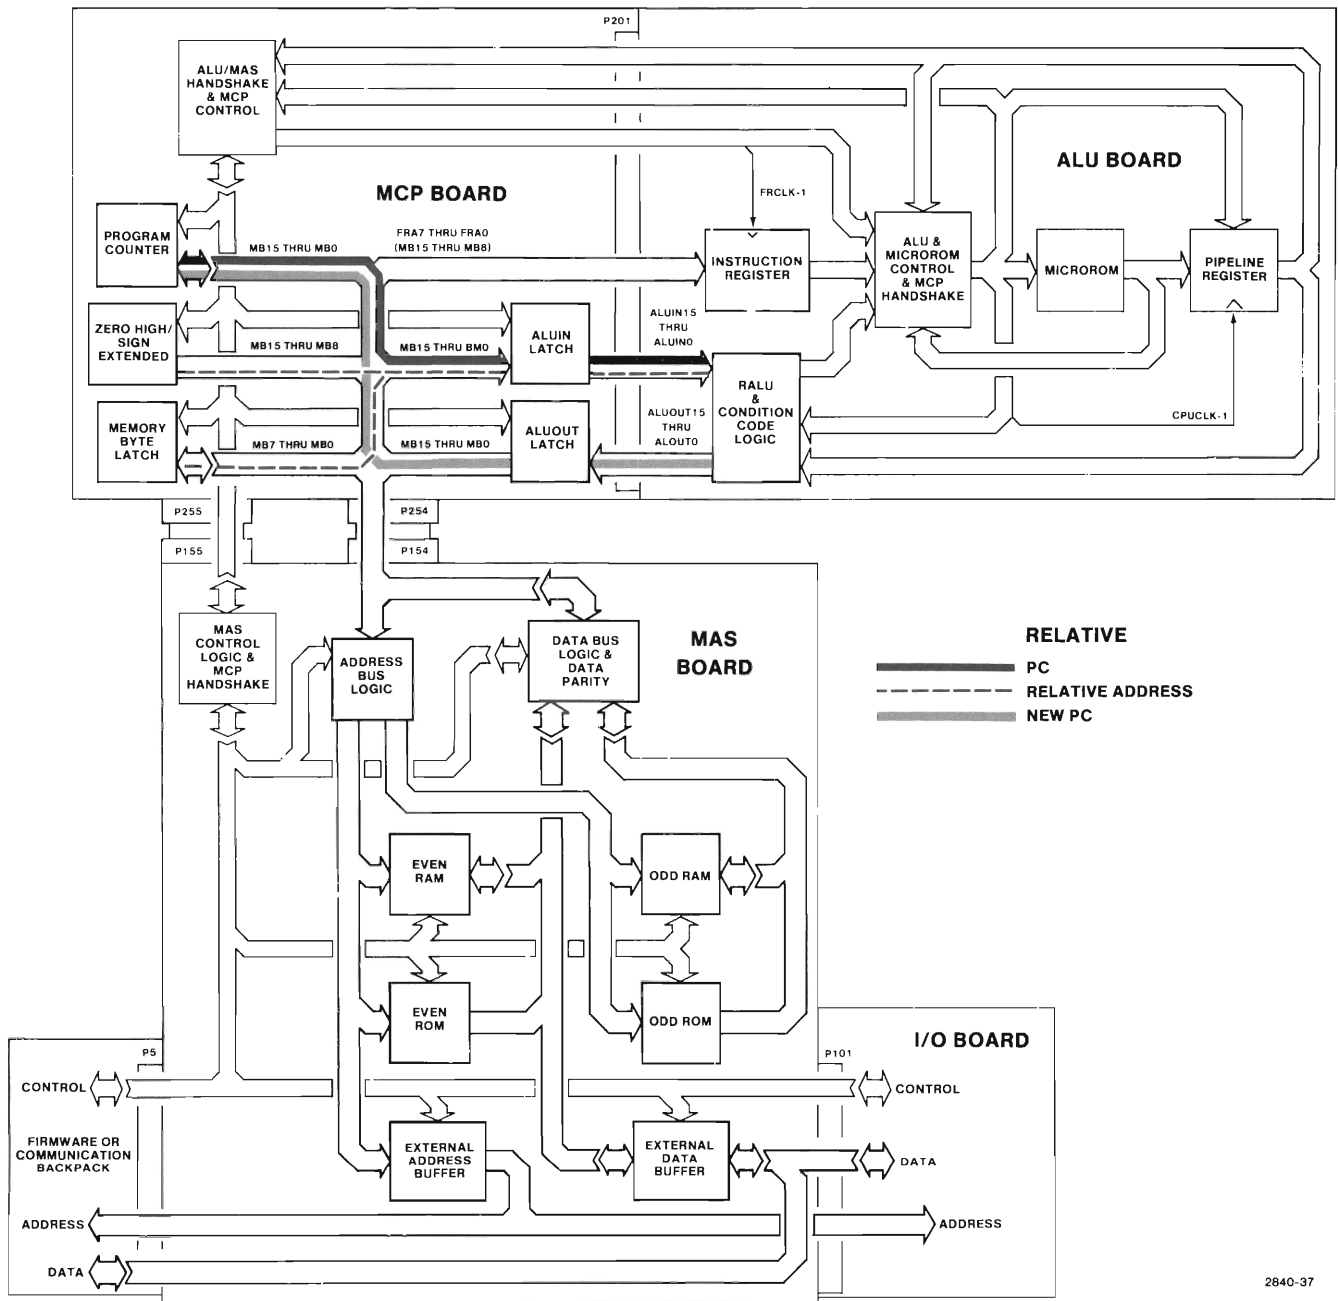 P201
ALU/MAS
HANDSHAKE
& MCP
CONTROL
ALU BOARD
MCP BOARD
FRCLK-1
PROGRAM
COUNTER
MB15 THRU MB0
FRA7 THRU FRA0
(MB15 THRU MB8)
INSTRUCTION
REGISTER
ALU &
MICROROM
CONTROL
& MCP
HANDSHAKE
MICROROM
PIPELINE
REGISTER
ZERO HIGH/
SIGN
EXTENDED
MB15 THRU MB8
MB15 THRU BM0
ALUIN
LATCH
ALUIN15
THRU
ALUIN0
RALU
&
CONDITION
CODE
LOGIC
MEMORY
BYTE
LATCH
MB7 THRU MB0
MB15 THRU MB0
ALUOUT
LATCH
ALUOUT15
THRU
ALOUT0
CPUCLK-1
P255
P254
P155
P154
MAS
CONTROL
LOGIC &
MCP
HANDSHAKE
ADDRESS
BUS
LOGIC
DATA BUS
LOGIC &
DATA
PARITY
MAS
BOARD
RELATIVE
PC
RELATIVE ADDRESS
NEW PC
EVEN
RAM
ODD RAM
EVEN
ROM
ODD ROM
I/O BOARD
P5
P101
CONTROL
CONTROL
FIRMWARE OR
COMMUNICATION
BACKPACK
EXTERNAL
ADDRESS
BUFFER
EXTERNAL
DATA
BUFFER
DATA
ADDRESS
ADDRESS
DATA
2840-37